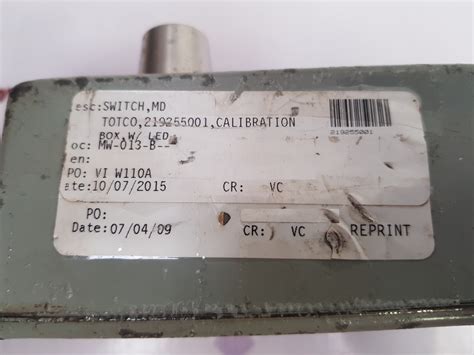 esc:SWITCH,MD
TOTCO,219255001,CALIBRATION
BOX,W/ LED
oc: MW-013-B--
en:
PO: VI W110A
ate:10/07/2015 CR: VC
219255001
PO:
Date: 07/04/09 CR: VC REPRINT